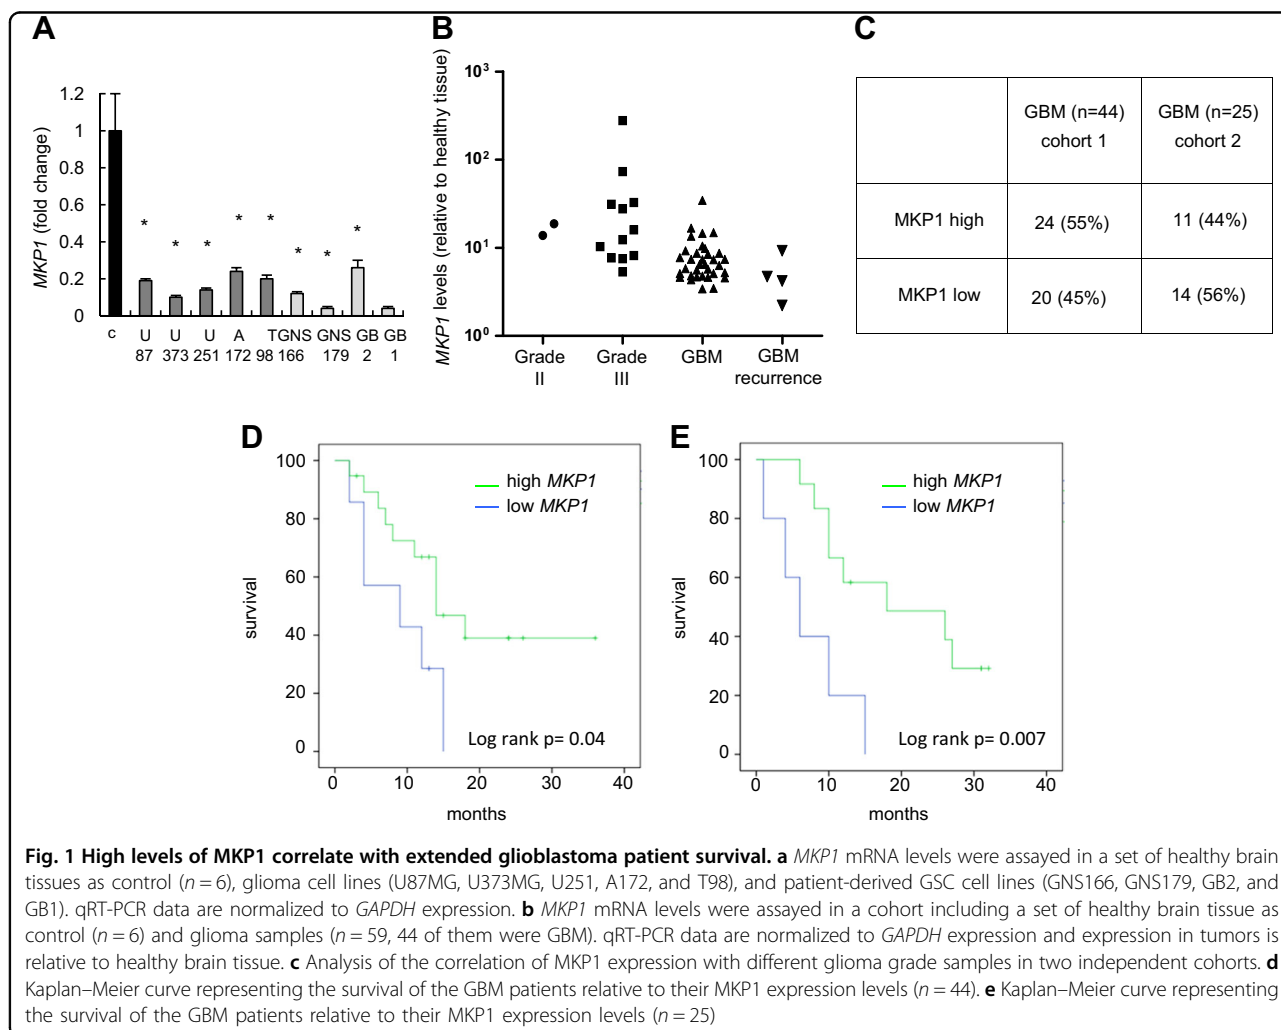 A
MKP1 (fold change)
1.2
1
0.8
0.6
0.4
0.2
0
* * * * * * * *
c U U U A TGNS GNS GB GB
87 373 251 172 98 166 179 2 1
B
MKP1 levels (relative to healthy tissue)
10³
10²
10¹
10⁰
Grade Grade GBM GBM
II III recurrence
C
GBM (n=44) GBM (n=25)
cohort 1 cohort 2
MKP1 high 24 (55%) 11 (44%)
MKP1 low 20 (45%) 14 (56%)
D
survival
100
80
60
40
20
0
high MKP1
low MKP1
Log rank p= 0.04
0 10 20 30 40
months
E
survival
100
80
60
40
20
0
high MKP1
low MKP1
Log rank p= 0.007
0 10 20 30 40
months
Fig. 1 High levels of MKP1 correlate with extended glioblastoma patient survival. a MKP1 mRNA levels were assayed in a set of healthy brain
tissues as control (n = 6), glioma cell lines (U87MG, U373MG, U251, A172, and T98), and patient-derived GSC cell lines (GNS166, GNS179, GB2, and
GB1). qRT-PCR data are normalized to GAPDH expression. b MKP1 mRNA levels were assayed in a cohort including a set of healthy brain tissue as
control (n = 6) and glioma samples (n = 59, 44 of them were GBM). qRT-PCR data are normalized to GAPDH expression and expression in tumors is
relative to healthy brain tissue. c Analysis of the correlation of MKP1 expression with different glioma grade samples in two independent cohorts. d
Kaplan–Meier curve representing the survival of the GBM patients relative to their MKP1 expression levels (n = 44). e Kaplan–Meier curve representing
the survival of the GBM patients relative to their MKP1 expression levels (n = 25)